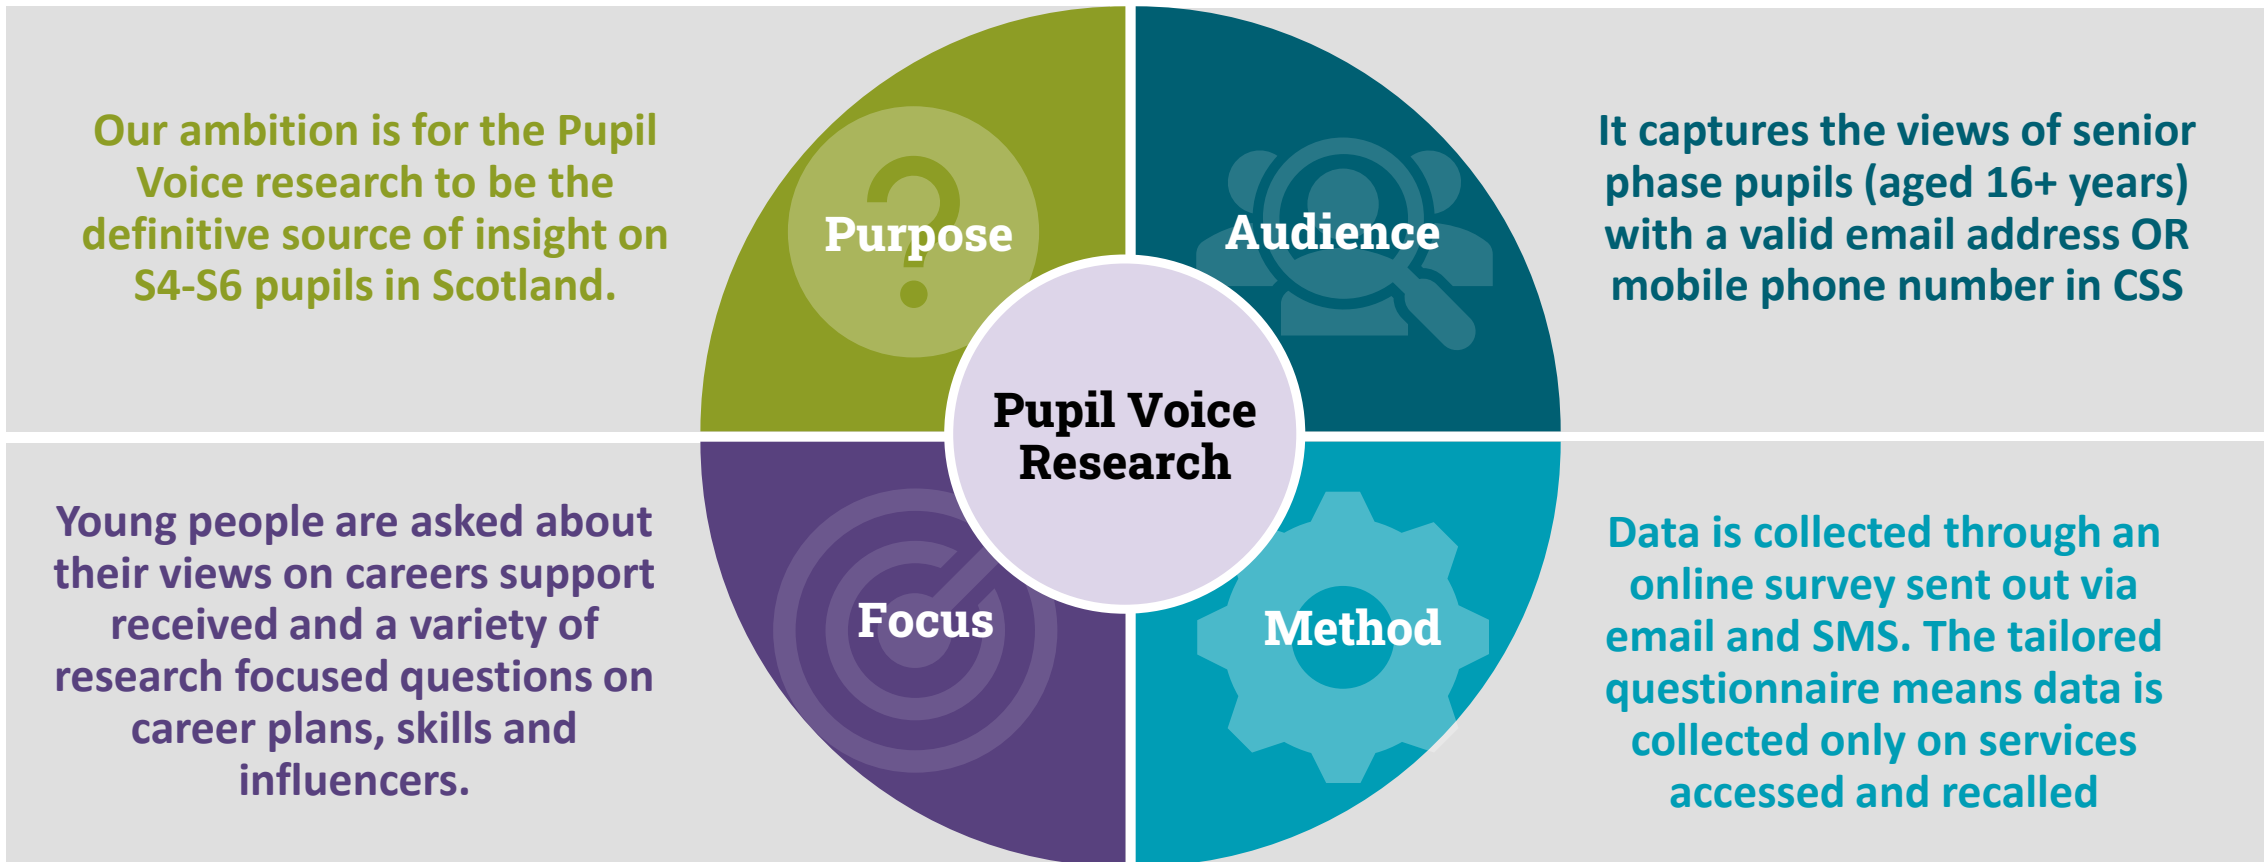 Our ambition is for the Pupil
Voice research to be the
definitive source of insight on
S4-S6 pupils in Scotland.
Purpose
Audience
It captures the views of senior
phase pupils (aged 16+ years)
with a valid email address OR
mobile phone number in CSS
Pupil Voice
Research
Young people are asked about
their views on careers support
received and a variety of
research focused questions on
career plans, skills and
influencers.
Focus
Method
Data is collected through an
online survey sent out via
email and SMS. The tailored
questionnaire means data is
collected only on services
accessed and recalled